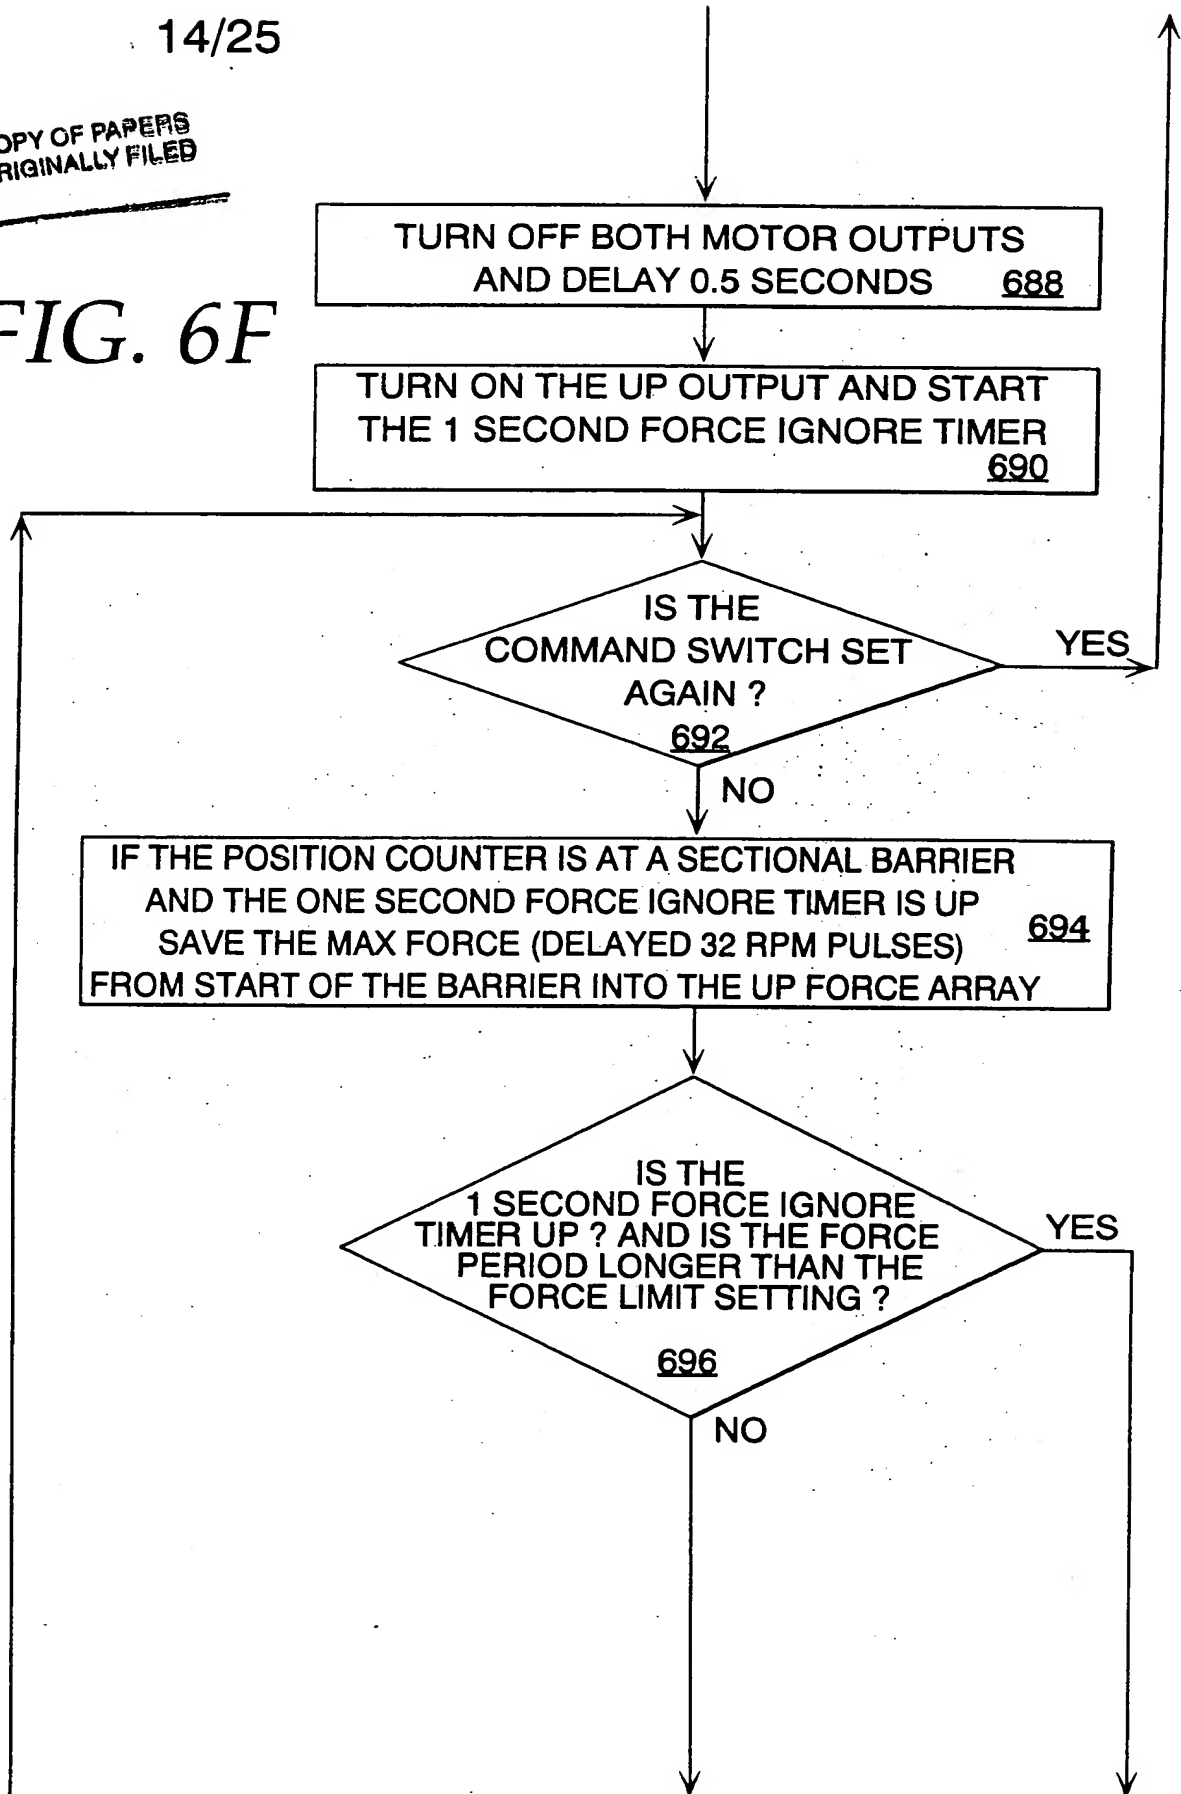 14/25
OPY OF PAPERS
RIGINALLY FILED
FIG. 6F
TURN OFF BOTH MOTOR OUTPUTS
AND DELAY 0.5 SECONDS 688
TURN ON THE UP OUTPUT AND START
THE 1 SECOND FORCE IGNORE TIMER
690
IS THE
COMMAND SWITCH SET
AGAIN ?
692
YES
NO
IF THE POSITION COUNTER IS AT A SECTIONAL BARRIER
AND THE ONE SECOND FORCE IGNORE TIMER IS UP
SAVE THE MAX FORCE (DELAYED 32 RPM PULSES)
FROM START OF THE BARRIER INTO THE UP FORCE ARRAY
694
IS THE
1 SECOND FORCE IGNORE
TIMER UP ? AND IS THE FORCE
PERIOD LONGER THAN THE
FORCE LIMIT SETTING ?
696
YES
NO